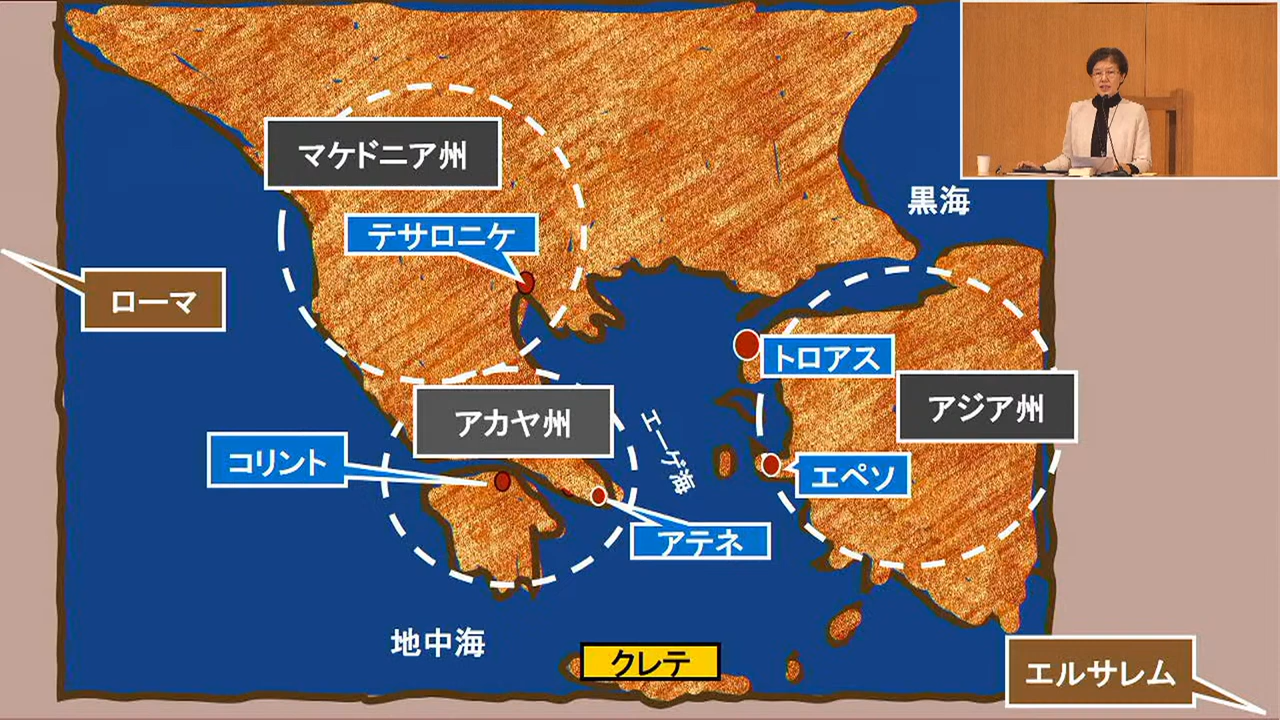 マケドニア州
黒海
テサロニケ
ローマ
トロアス
アジア州
アカヤ州
エーゲ海
コリント
エペソ
アテネ
地中海
クレテ
エルサレム